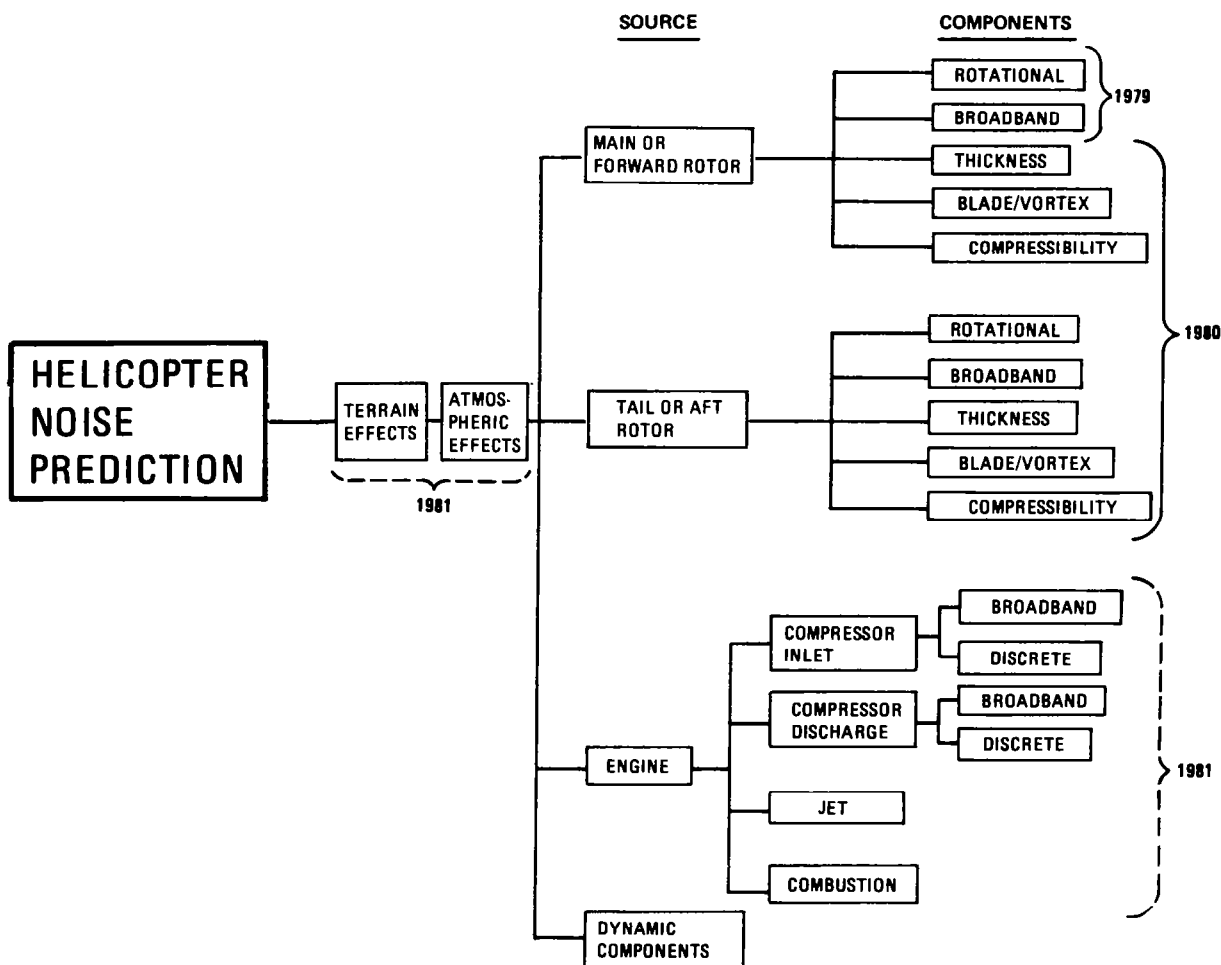 SOURCE
COMPONENTS
ROTATIONAL
BROADBAND
1979
MAIN OR
FORWARD ROTOR
THICKNESS
BLADE/VORTEX
COMPRESSIBILITY
1980
HELICOPTER
NOISE
PREDICTION
TERRAIN
EFFECTS
ATMOS-
PHERIC
EFFECTS
1981
TAIL OR AFT
ROTOR
ROTATIONAL
BROADBAND
THICKNESS
BLADE/VORTEX
COMPRESSIBILITY
ENGINE
COMPRESSOR
INLET
BROADBAND
DISCRETE
COMPRESSOR
DISCHARGE
BROADBAND
DISCRETE
JET
COMBUSTION
1981
DYNAMIC
COMPONENTS